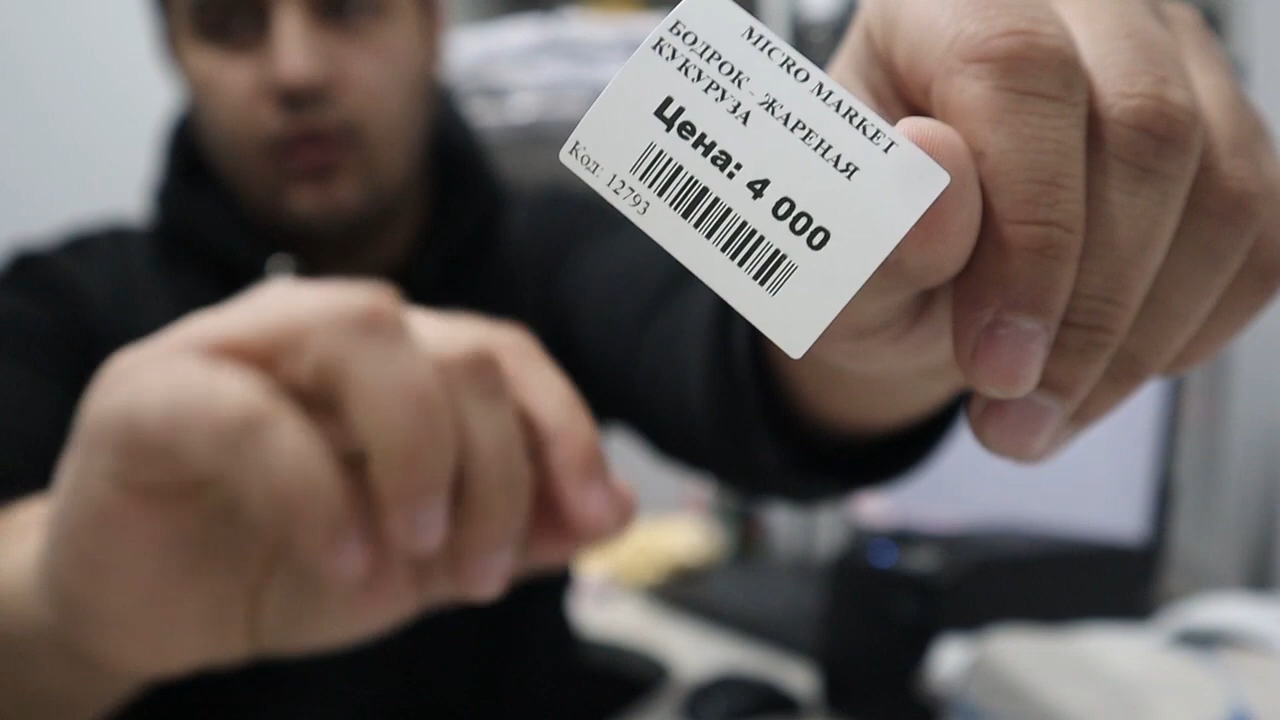 MICRO MARKET
БОДРОК - ЖАРЕНАЯ
КУКУРУЗА
Цена: 4 000
Код: 12793